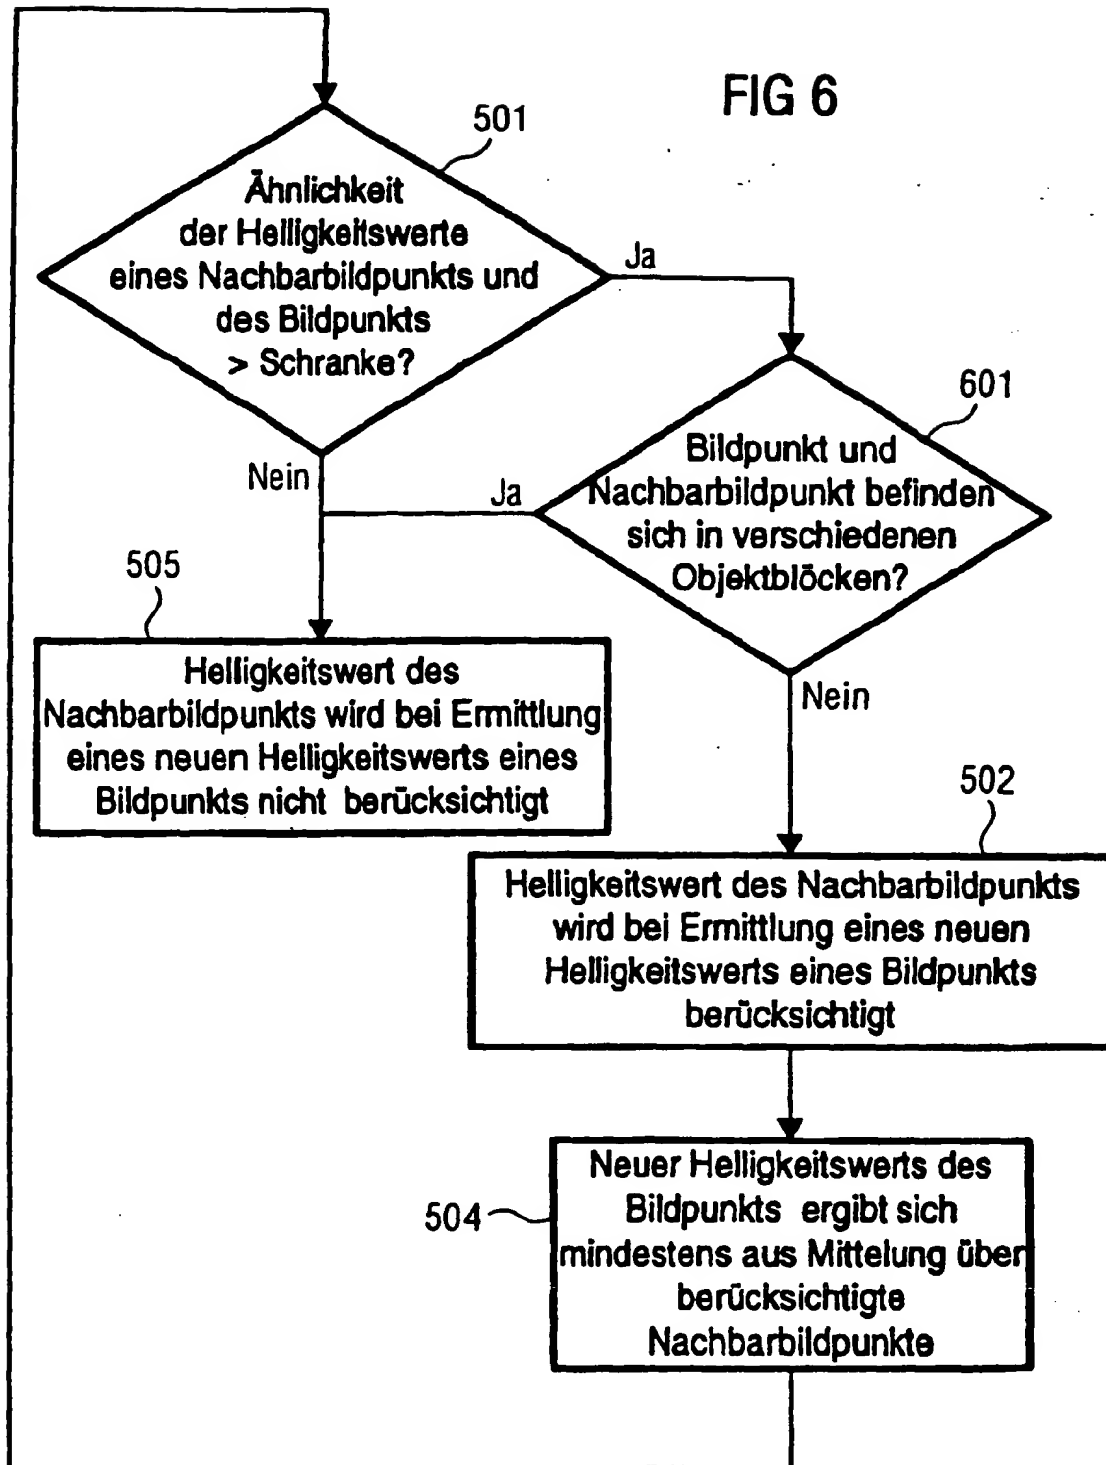 FIG 6
501
Ähnlichkeit
der Helligkeitswerte
eines Nachbarbildpunkts und
des Bildpunkts
> Schranke?
Ja
Nein
601
Bildpunkt und
Nachbarbildpunkt befinden
sich in verschiedenen
Objektblöcken?
Ja
Nein
505
Helligkeitswert des
Nachbarbildpunkts wird bei Ermittlung
eines neuen Helligkeitswerts eines
Bildpunkts nicht berücksichtigt
502
Helligkeitswert des Nachbarbildpunkts
wird bei Ermittlung eines neuen
Helligkeitswerts eines Bildpunkts
berücksichtigt
504
Neuer Helligkeitswerts des
Bildpunkts ergibt sich
mindestens aus Mittelung über
berücksichtigte
Nachbarbildpunkte